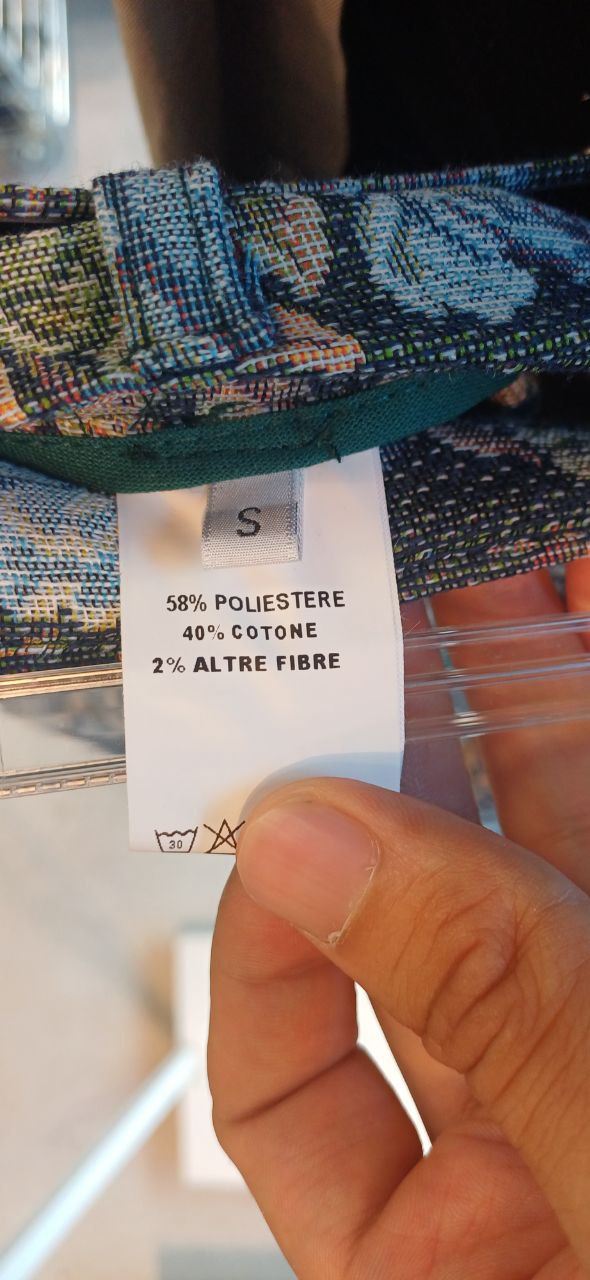 S
58% POLIESTERE
40% COTONE
2% ALTRE FIBRE
30